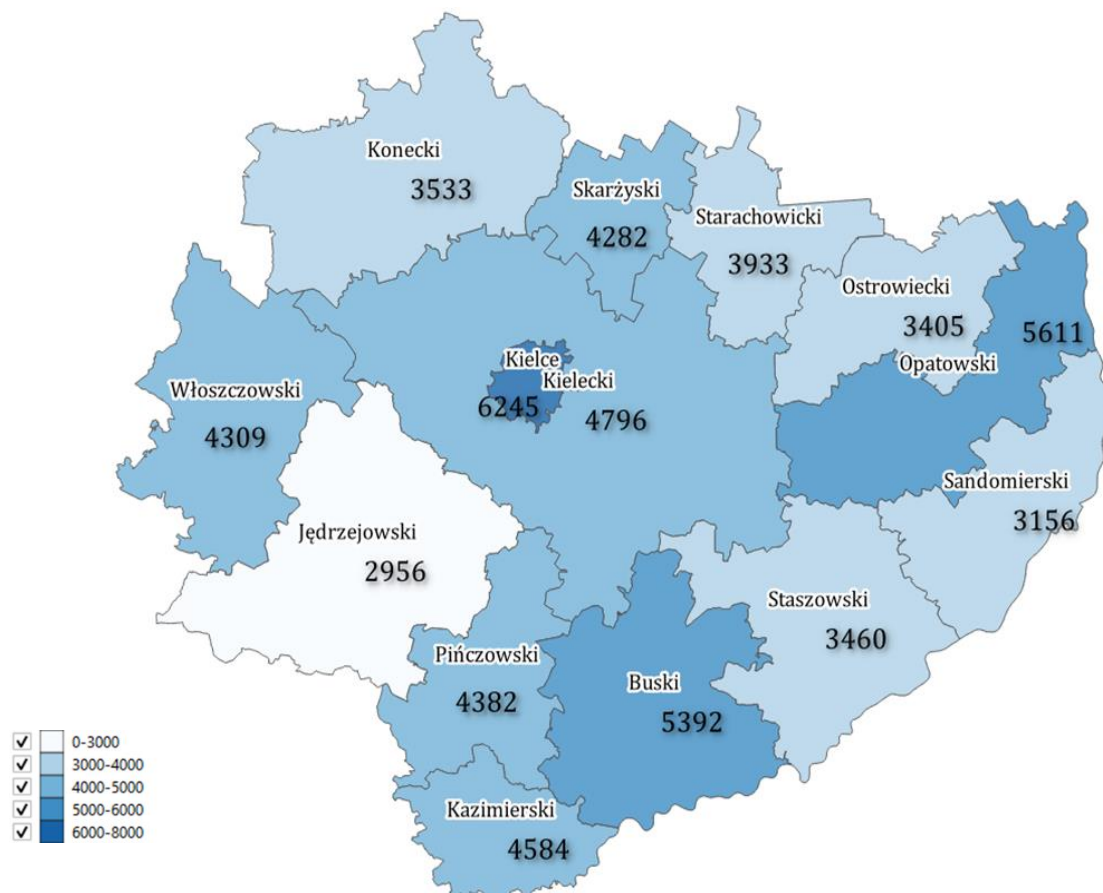 Konecki
3533
Skarżyski
4282
Starachowicki
3933
Ostrowiecki
3405
5611
Opatowski
Kielce
Kielecki
6245
4796
Włoszczowski
4309
Sandomierski
3156
Jędrzejowski
2956
Staszowski
3460
Pińczowski
4382
Buski
5392
Kazimierski
4584
0-3000
3000-4000
4000-5000
5000-6000
6000-8000